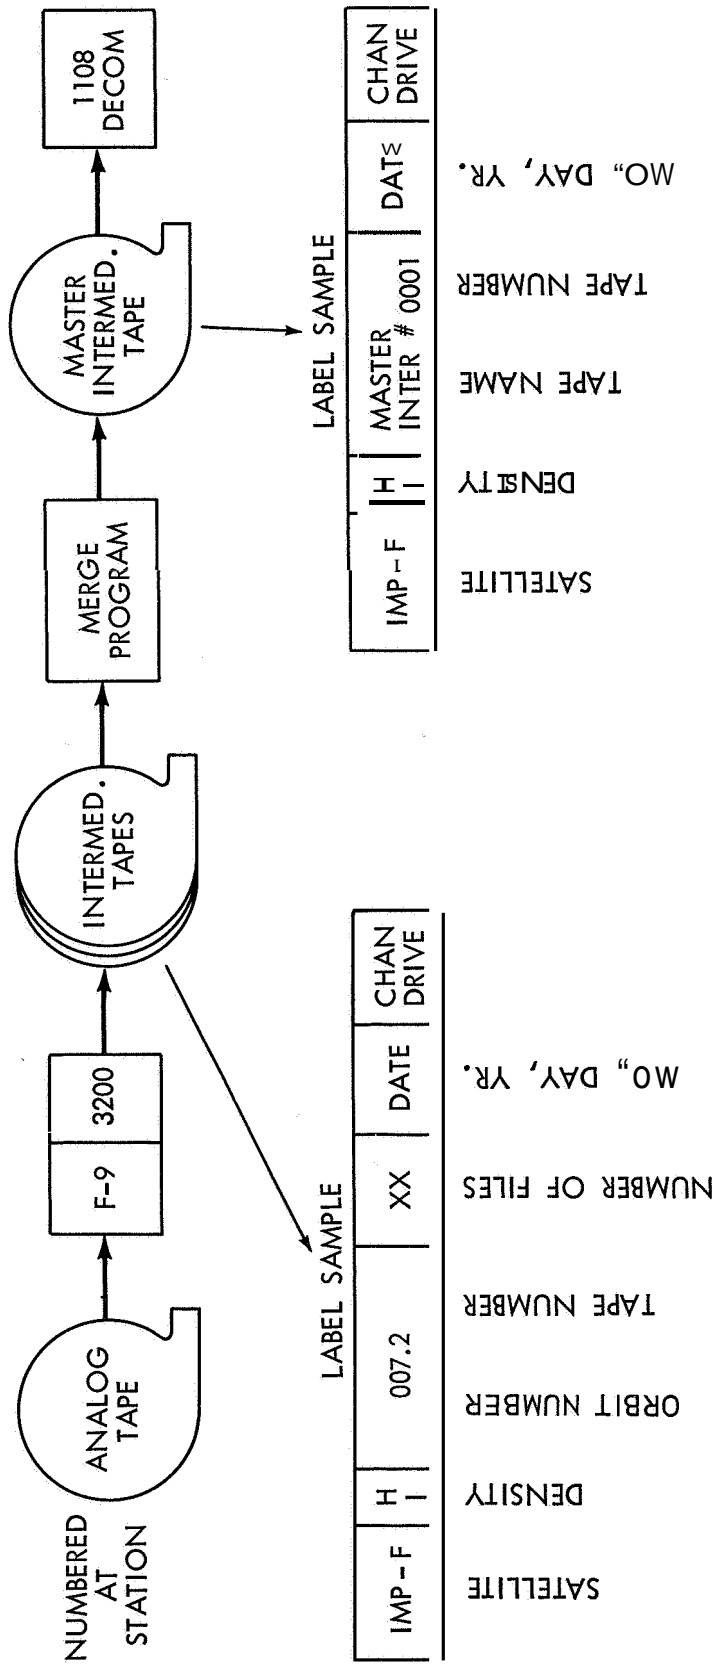 NUMBERED
AT
STATION
ANALOG
TAPE
F-9
3200
INTERMED.
TAPES
MERGE
PROGRAM
MASTER
INTERMED.
TAPE
1108
DECOM
LABEL SAMPLE
IMP-F
H
I
007.2
XX
DATE
CHAN
DRIVE
SATELLITE
DENSITY
ORBIT NUMBER
TAPE NUMBER
NUMBER OF FILES
MO., DAY, YR.
LABEL SAMPLE
IMP-F
H
I
MASTER
INTER # 0001
DATE
CHAN
DRIVE
SATELLITE
DENSITY
TAPE NAME
TAPE NUMBER
MO., DAY, YR.